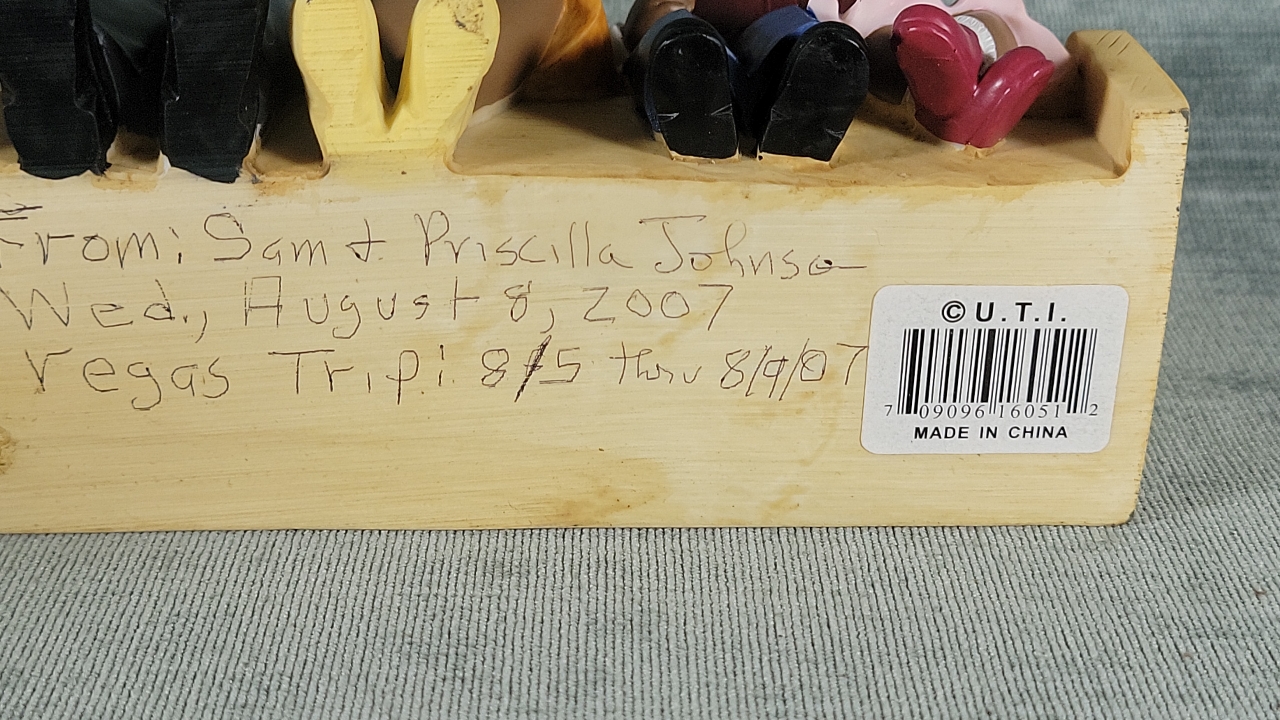 From: Sam & Priscilla Johnson
Wed., August 8, 2007
Vegas Trip: 8/5 thru 8/9/07
© U.T.I.
7 09096 16051 2
MADE IN CHINA